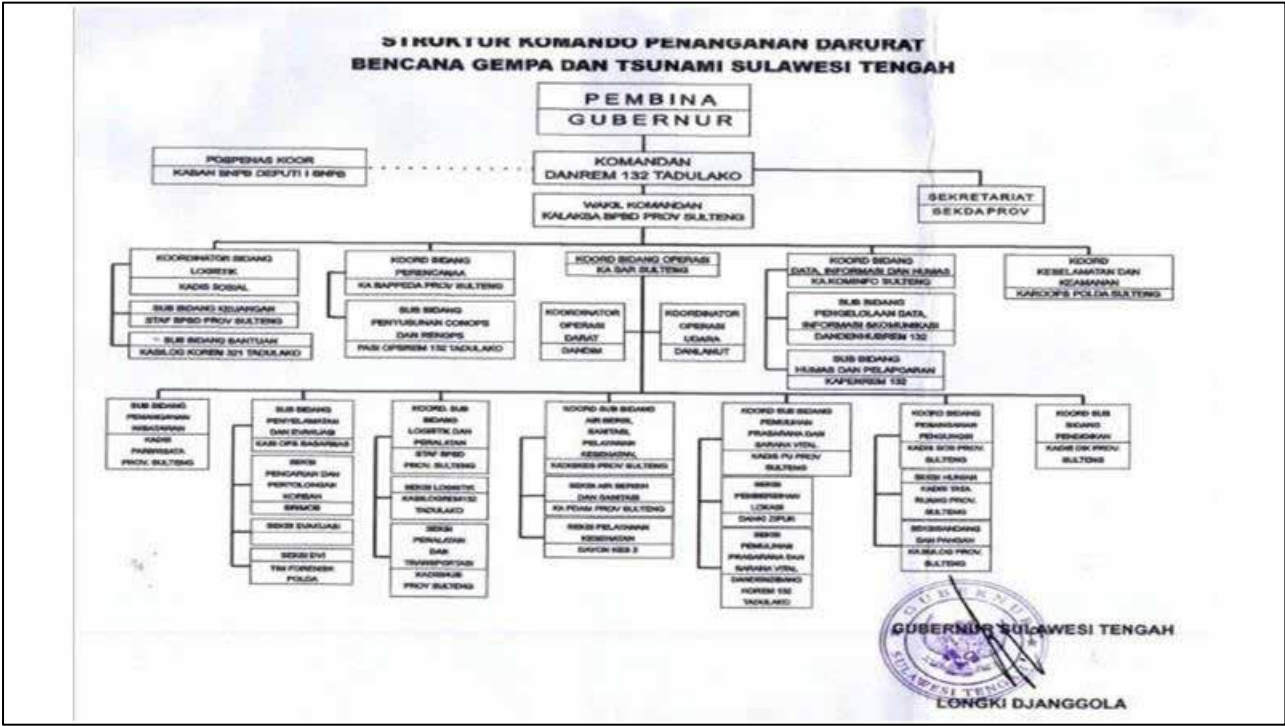 STRUKTUR KOMANDO PENANGANAN DARURAT
BENCANA GEMPA DAN TSUNAMI SULAWESI TENGAH
PEMBINA
GUBERNUR
POSPENAS KOOR
KABAN BNPB DEPUTI I BNPB
KOMANDAN
DANREM 132 TADULAKO
SEKRETARIAT
SEKDAPROV
WAKIL KOMANDAN
KALAKSA BPBD PROV SULTENG
KOORDINATOR BIDANG
LOGISTIK
KADIS SOSIAL
SUB BIDANG KEUANGAN
STAF BPBD PROV SULTENG
SUB BIDANG BANTUAN
KASILOG KOREM 321 TADULAKO
KOORD BIDANG
PERENCANAA
KA BAPPEDA PROV SULTENG
SUB BIDANG
PENYUSUNAN CONOPS
DAN RENOPS
PASI OPSREM 132 TADULAKO
KOORD BIDANG OPERASI
KA SAR SULTENG
KOORDINATOR
OPERASI
DARAT
DANDIM
KOORDINATOR
OPERASI
UDARA
DANLANUT
KOORD BIDANG
DATA, INFORMASI DAN HUMAS
KA.KOMINFO SULTENG
SUB BIDANG
PENGELOLAAN DATA,
INFORMASI &KOMUNIKASI
DANDENHUBREM 132
SUB BIDANG
HUMAS DAN PELAPORAN
KAPENREM 132
KOORD
KESELAMATAN DAN
KEAMANAN
KAROOPS POLDA SULTENG
SUB BIDANG
PENANGANAN
KADIS
PARIWISATA
PROV. SULTENG
SUB BIDANG
PENYELAMATAN
DAN EVAKUASI
KASI OPS BASARNAS
SEKSI
PENCARIAN DAN
PERTOLONGAN
KORBAN
BRIMOB
SEKSI EVAKUASI
SEKSI DVI
TIM FORENSIK
POLDA
KOORD. SUB
BIDANG
LOGISTIK DAN
PERALATAN
STAF BPBD
PROV. SULTENG
SEKSI LOGISTIK
KASILOGREM132
TADULAKO
SEKSI
PERALATAN
DAN
TRANSPORTASI
KADISHUB
PROV SULTENG
KOORD SUB BIDANG
AIR BERSI,
SANITASI,
PELAYANAN
KESEHATAN,
KADISKES PROV SULTENG
SEKSI AIR BERSIH
DAN SANITASI
KA PDAM PROV SULTENG
SEKSI PELAYANAN
KESEHATAN
DAYON KES 2
KOORD SUB BIDANG
PEMULIHAN
PRASARANA DAN
SARANA VITAL
KADIS PU PROV
SULTENG
SEKSI
PEMBERSIHAN
LOKASI
DANKI ZIPUR
SEKSI
PEMULIHAN
PRASARANA DAN
SARANA VITAL
DANDENZIBANG
KOREM 132
TADULAKO
KOORD BIDANG
PENANGANAN
PENGUNGSI
KADIS SOS PROV.
SULTENG
SEKSI HUNIAN
KADIS TATA
RUANG PROV.
SULTENG
SEKSISANDANG
DAN PANGAN
KA BULOG PROV.
SULTENG
KOORD SUB
BIDANG
PENDIDIKAN
KADIS DIK PROV.
SULTENG
GUBERNUR SULAWESI TENGAH
GUBERNUR
SULAWESI TENGAH
LONGKI DJANGGOLA